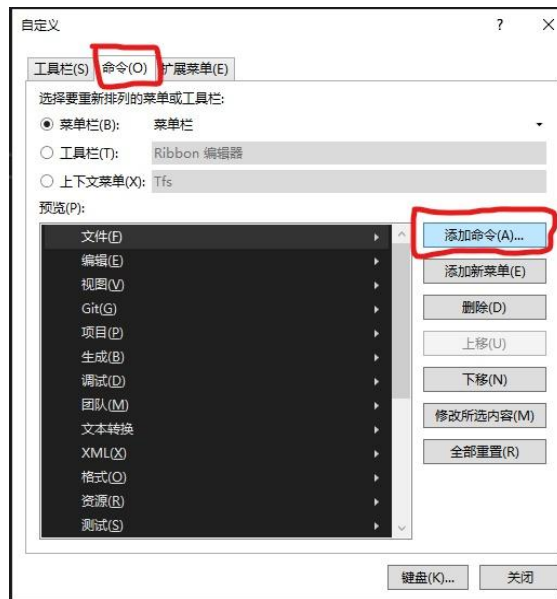 自定义 ?
工具栏(S) 命令(O) 扩展菜单(E)
选择要重新排列的菜单或工具栏:
菜单栏(B): 菜单栏
工具栏(T): Ribbon 编辑器
上下文菜单(X): Tfs
预览(P):
文件(F) 添加命令(A)...
编辑(E) 添加新菜单(E)
视图(V)
Git(G) 删除(D)
项目(P) 上移(U)
生成(B)
调试(D) 下移(N)
团队(M) 修改所选内容(M)
文本转换
XML(X) 全部重置(R)
格式(O)
资源(R)
测试(S)
键盘(K)... 关闭